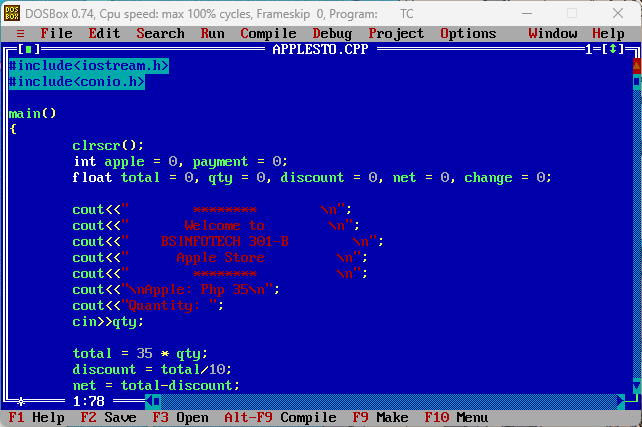 DOSBox 0.74, Cpu speed: max 100% cycles, Frameskip 0, Program: TC
≡ File Edit Search Run Compile Debug Project Options Window Help
[■] APPLESTO.CPP 1=[↕]
#include<iostream.h>
#include<conio.h>
main()
{
clrscr();
int apple = 0, payment = 0;
float total = 0, qty = 0, discount = 0, net = 0, change = 0;
cout<<"        ********        \n";
cout<<"       Welcome to        \n";
cout<<"    BSINFOTECH 301-B        \n";
cout<<"      Apple Store         \n";
cout<<"        ********          \n";
cout<<"\nApple: Php 35\n";
cout<<"Quantity: ";
cin>>qty;
total = 35 * qty;
discount = total/10;
net = total-discount;
* 1:78
F1 Help F2 Save F3 Open Alt-F9 Compile F9 Make F10 Menu